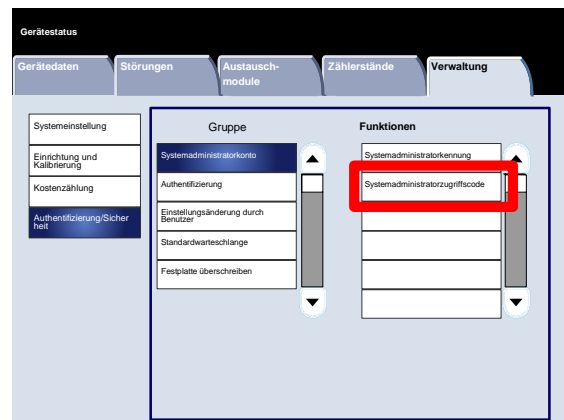 Gerätestatus
Gerätedaten
Störungen
Austausch-
module
Zählerstände
Verwaltung
Systemeinstellung
Einrichtung und
Kalibrierung
Kostenzählung
Authentifizierung/Sicher
heit
Gruppe
Systemadministratorkonto
Authentifizierung
Einstellungsänderung durch
Benutzer
Standardwarteschlange
Festplatte überschreiben
Funktionen
Systemadministratorkennung
Systemadministratorzugriffscode